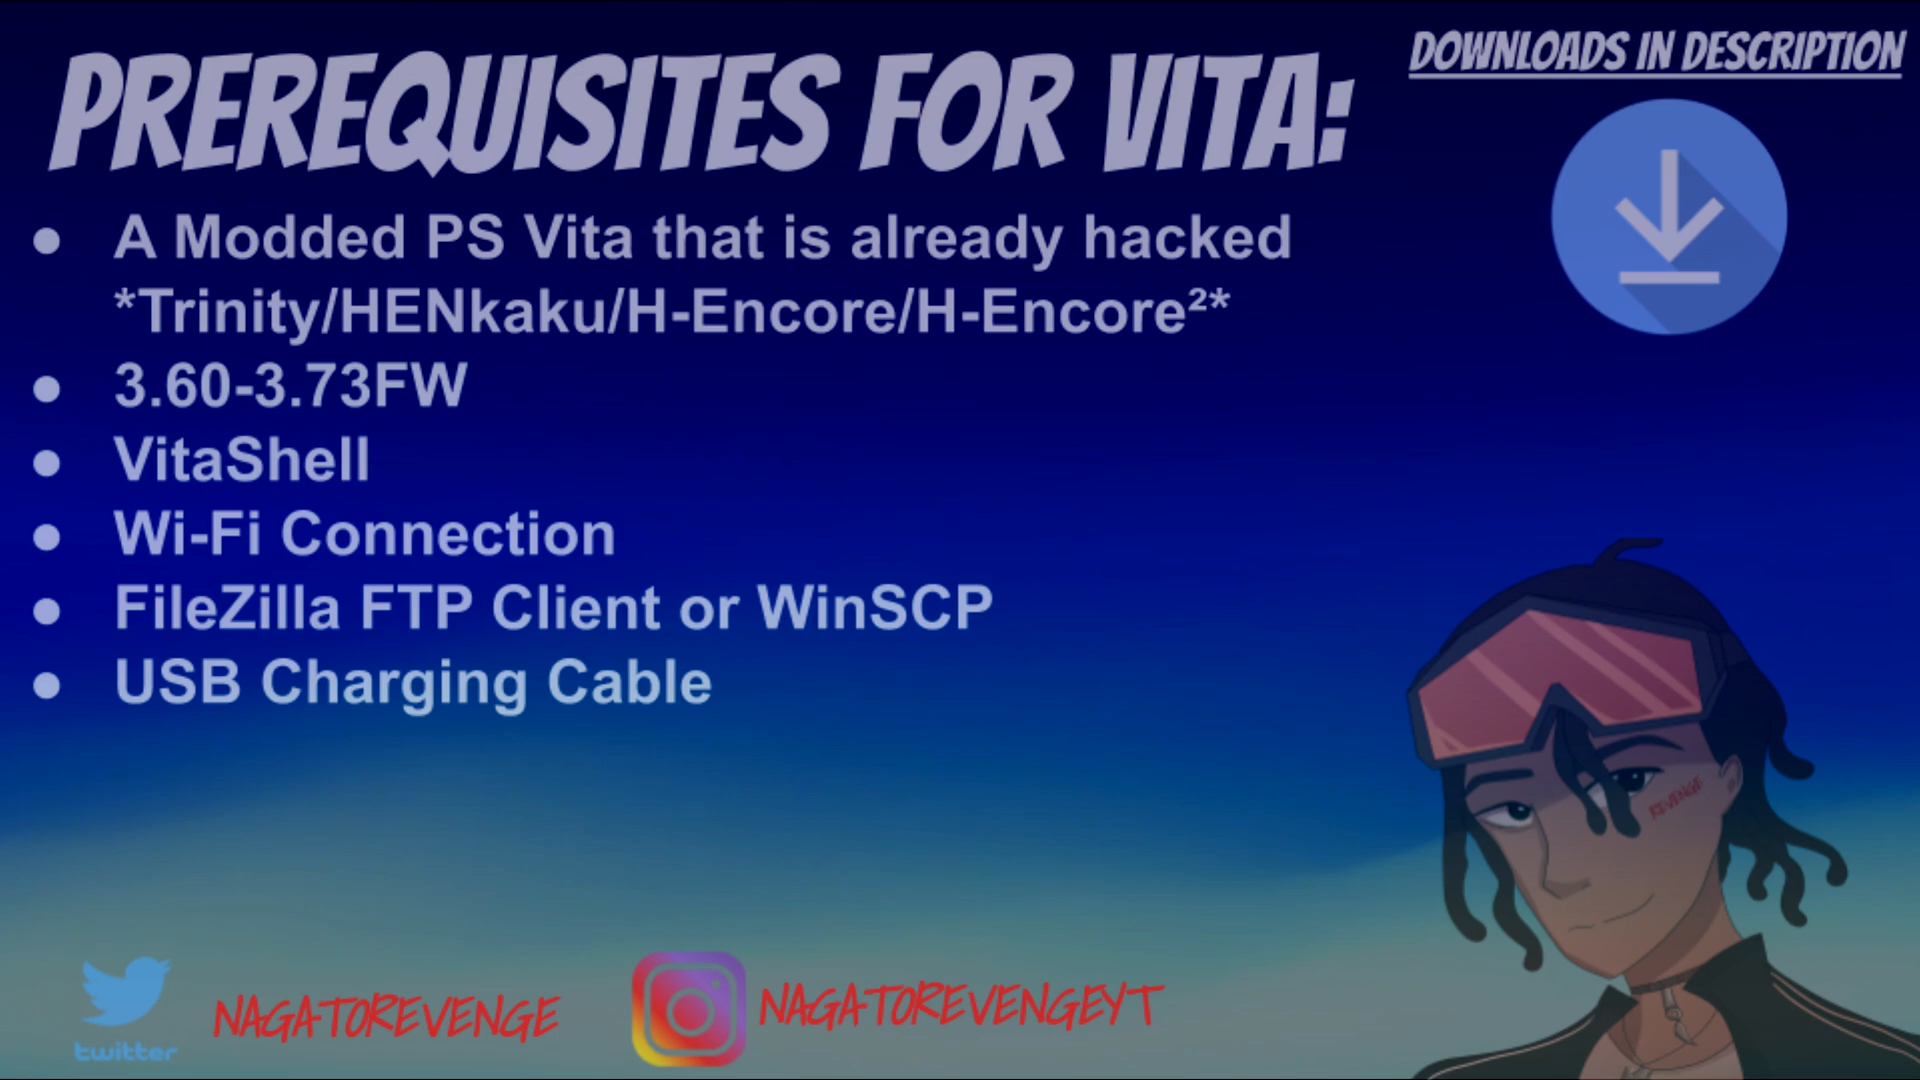 PREREQUISITES FOR VITA:
DOWNLOADS IN DESCRIPTION
● A Modded PS Vita that is already hacked
*Trinity/HENkaku/H-Encore/H-Encore²*
● 3.60-3.73FW
● VitaShell
● Wi-Fi Connection
● FileZilla FTP Client or WinSCP
● USB Charging Cable
REVENGE
twitter
NAGATOREVENGE
NAGATOREVENGEYT